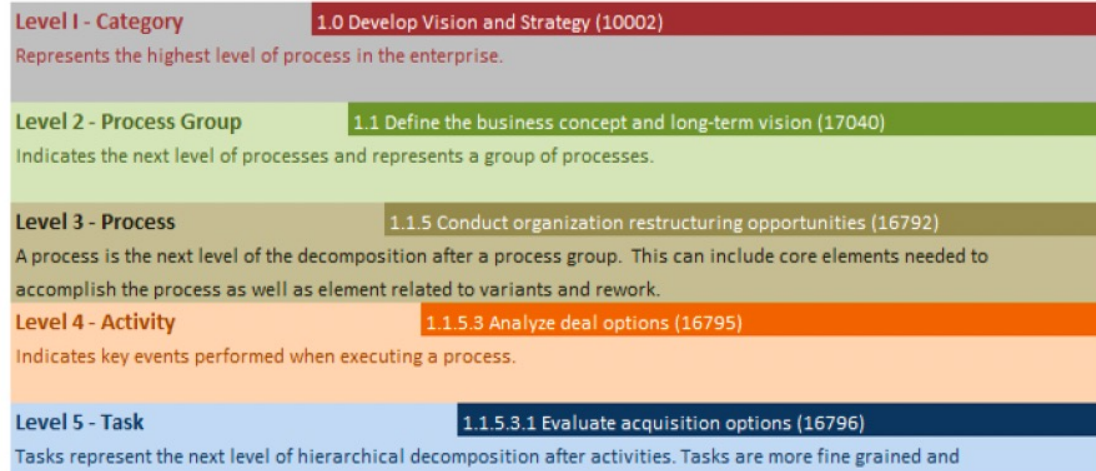 Level I - Category 1.0 Develop Vision and Strategy (10002)
Represents the highest level of process in the enterprise.
Level 2 - Process Group 1.1 Define the business concept and long-term vision (17040)
Indicates the next level of processes and represents a group of processes.
Level 3 - Process 1.1.5 Conduct organization restructuring opportunities (16792)
A process is the next level of the decomposition after a process group. This can include core elements needed to
accomplish the process as well as element related to variants and rework.
Level 4 - Activity 1.1.5.3 Analyze deal options (16795)
Indicates key events performed when executing a process.
Level 5 - Task 1.1.5.3.1 Evaluate acquisition options (16796)
Tasks represent the next level of hierarchical decomposition after activities. Tasks are more fine grained and